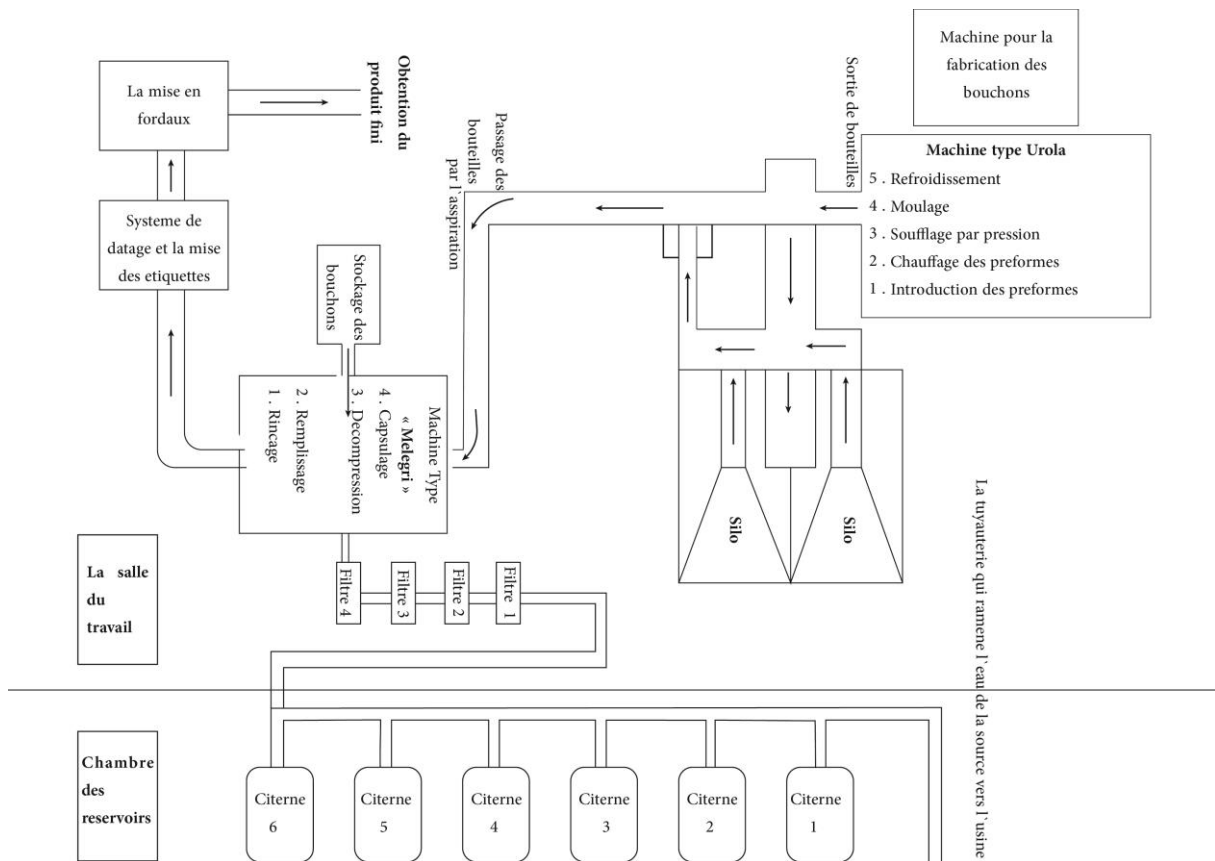 Machine pour la
fabrication des
bouchons
Machine type Urola
5 . Refroidissement
4 . Moulage
3 . Soufflage par pression
2 . Chauffage des preformes
1 . Introduction des preformes
Sortie de bouteilles
Passage des
bouteilles
par l`asspiration
Obtention du
produit fini
La mise en
fordaux
Systeme de
datage et la mise
des etiquettes
Stockage des
bouchons
Machine Type
« Melegri »
4 . Capsulage
3 . Decompression
2 . Remplissage
1 . Rincage
Silo
Silo
La tuyauterie qui ramene l`eau de la source vers l`usine
La salle
du
travail
Filtre 4
Filtre 3
Filtre 2
Filtre 1
Chambre
des
reservoirs
Citerne
6
Citerne
5
Citerne
4
Citerne
3
Citerne
2
Citerne
1